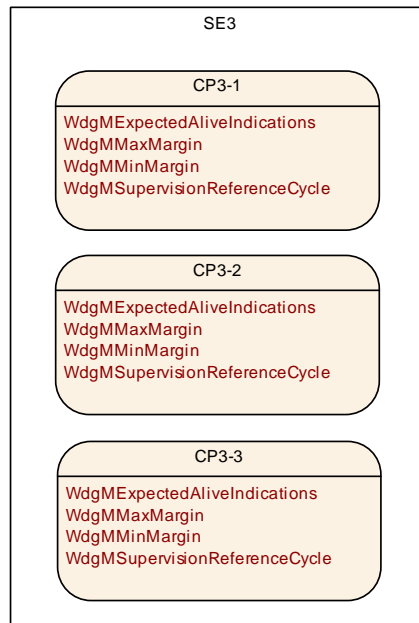 SE3
CP3-1
WdgMExpectedAliveIndications
WdgMMaxMargin
WdgMMinMargin
WdgMSupervisionReferenceCycle
CP3-2
WdgMExpectedAliveIndications
WdgMMaxMargin
WdgMMinMargin
WdgMSupervisionReferenceCycle
CP3-3
WdgMExpectedAliveIndications
WdgMMaxMargin
WdgMMinMargin
WdgMSupervisionReferenceCycle